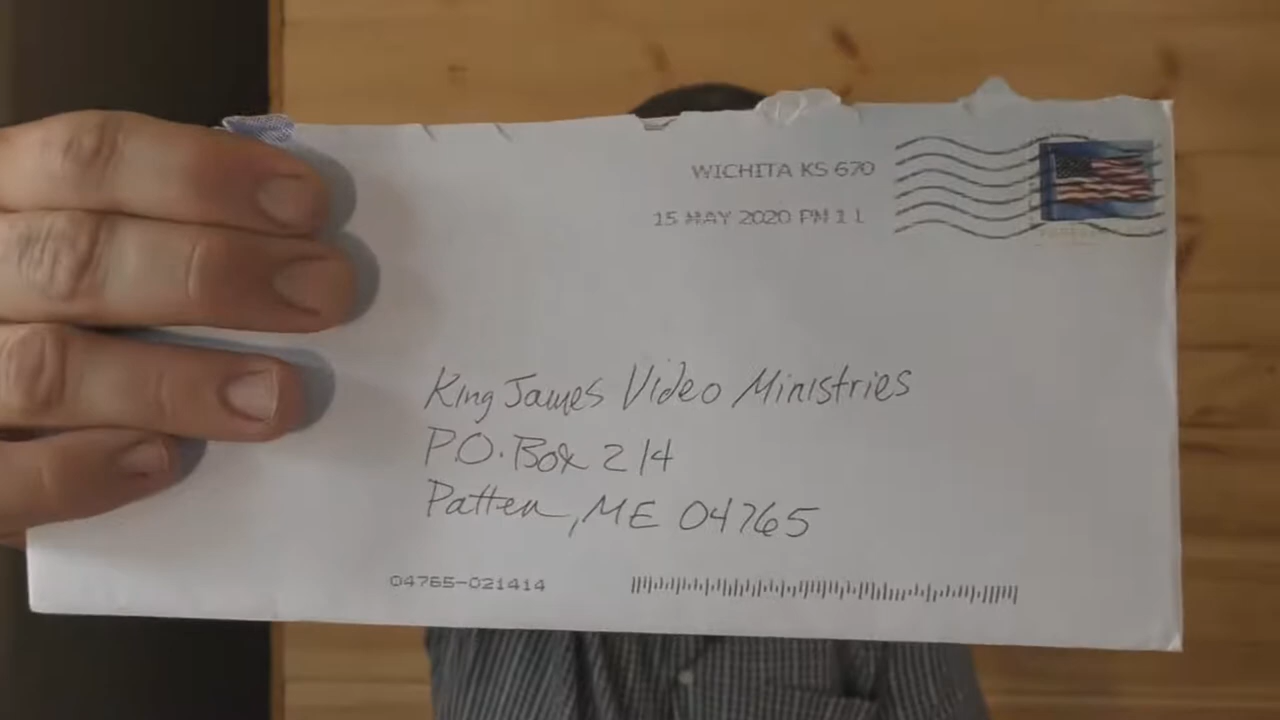 WICHITA KS 670
15 MAY 2020 PM 1 L
King James Video Ministries
P.O. Box 214
Patten, ME 04765
04765-021414